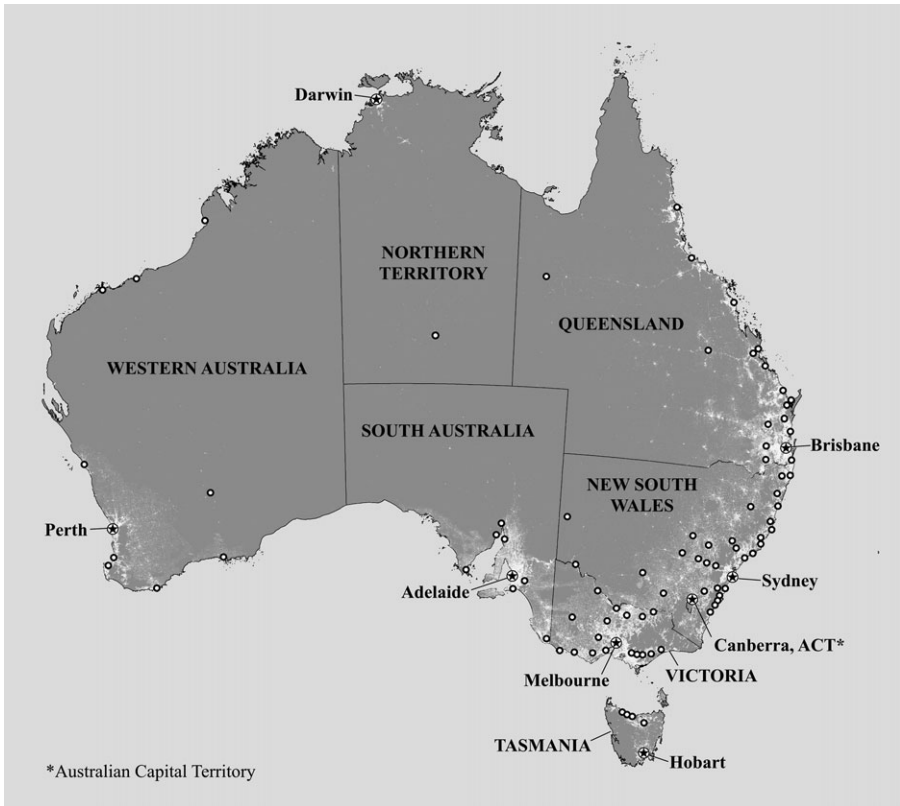 Darwin
NORTHERN
TERRITORY
QUEENSLAND
WESTERN AUSTRALIA
SOUTH AUSTRALIA
Brisbane
NEW SOUTH
WALES
Perth
Adelaide
Sydney
Canberra, ACT*
Melbourne
VICTORIA
TASMANIA
Hobart
*Australian Capital Territory